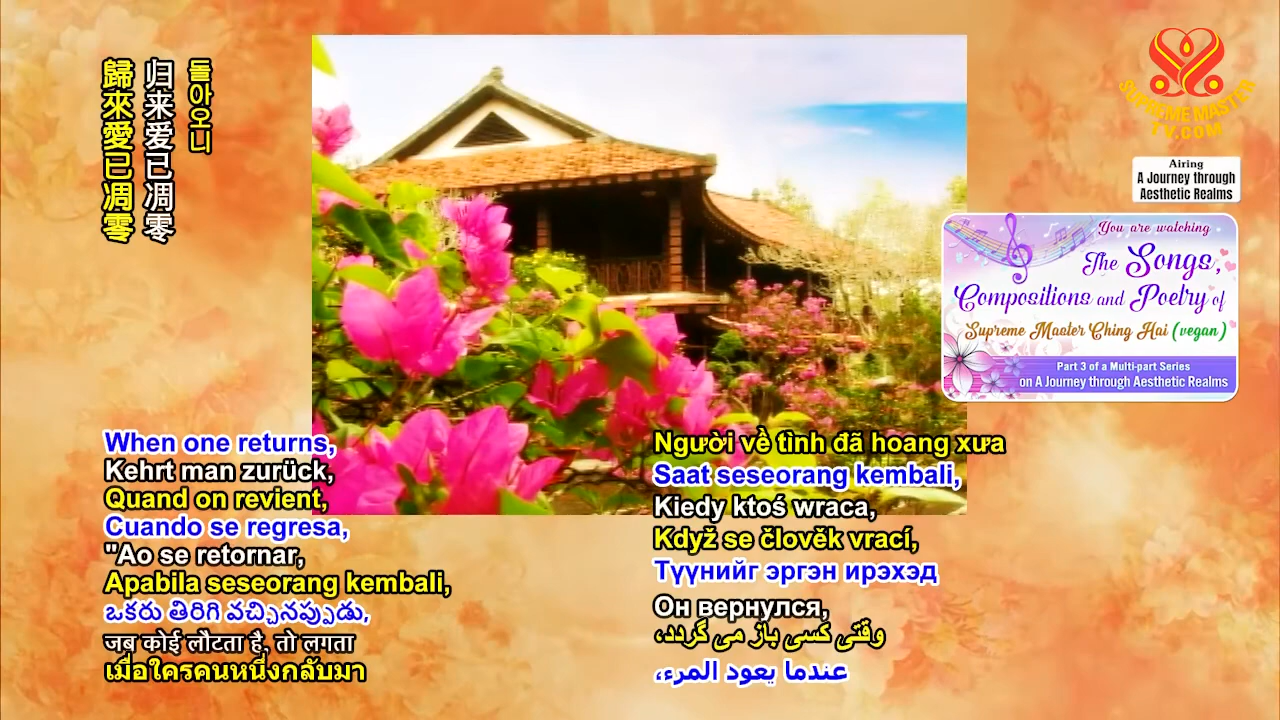 歸來愛已凋零
归来爱已凋零
돌아오니
SUPREME MASTER
TV.COM
Airing
A Journey through
Aesthetic Realms
You are watching
The Songs,
Compositions and Poetry of
Supreme Master Ching Hai (vegan)
Part 3 of a Multi-part Series
on A Journey through Aesthetic Realms
When one returns,
Kehrt man zurück,
Quand on revient,
Cuando se regresa,
"Ao se retornar,
Apabila seseorang kembali,
ఒకరు తిరిగి వచ్చినప్పుడు,
जब कोई लौटता है, तो लगता
เมื่อใครคนหนึ่งกลับมา
Người về tình đã hoang xưa
Saat seseorang kembali,
Kiedy ktoś wraca,
Když se člověk vrací,
Түүнийг эргэн ирэхэд
Он вернулся,
وقتی کسی باز می گردد،
عندما يعود المرء،